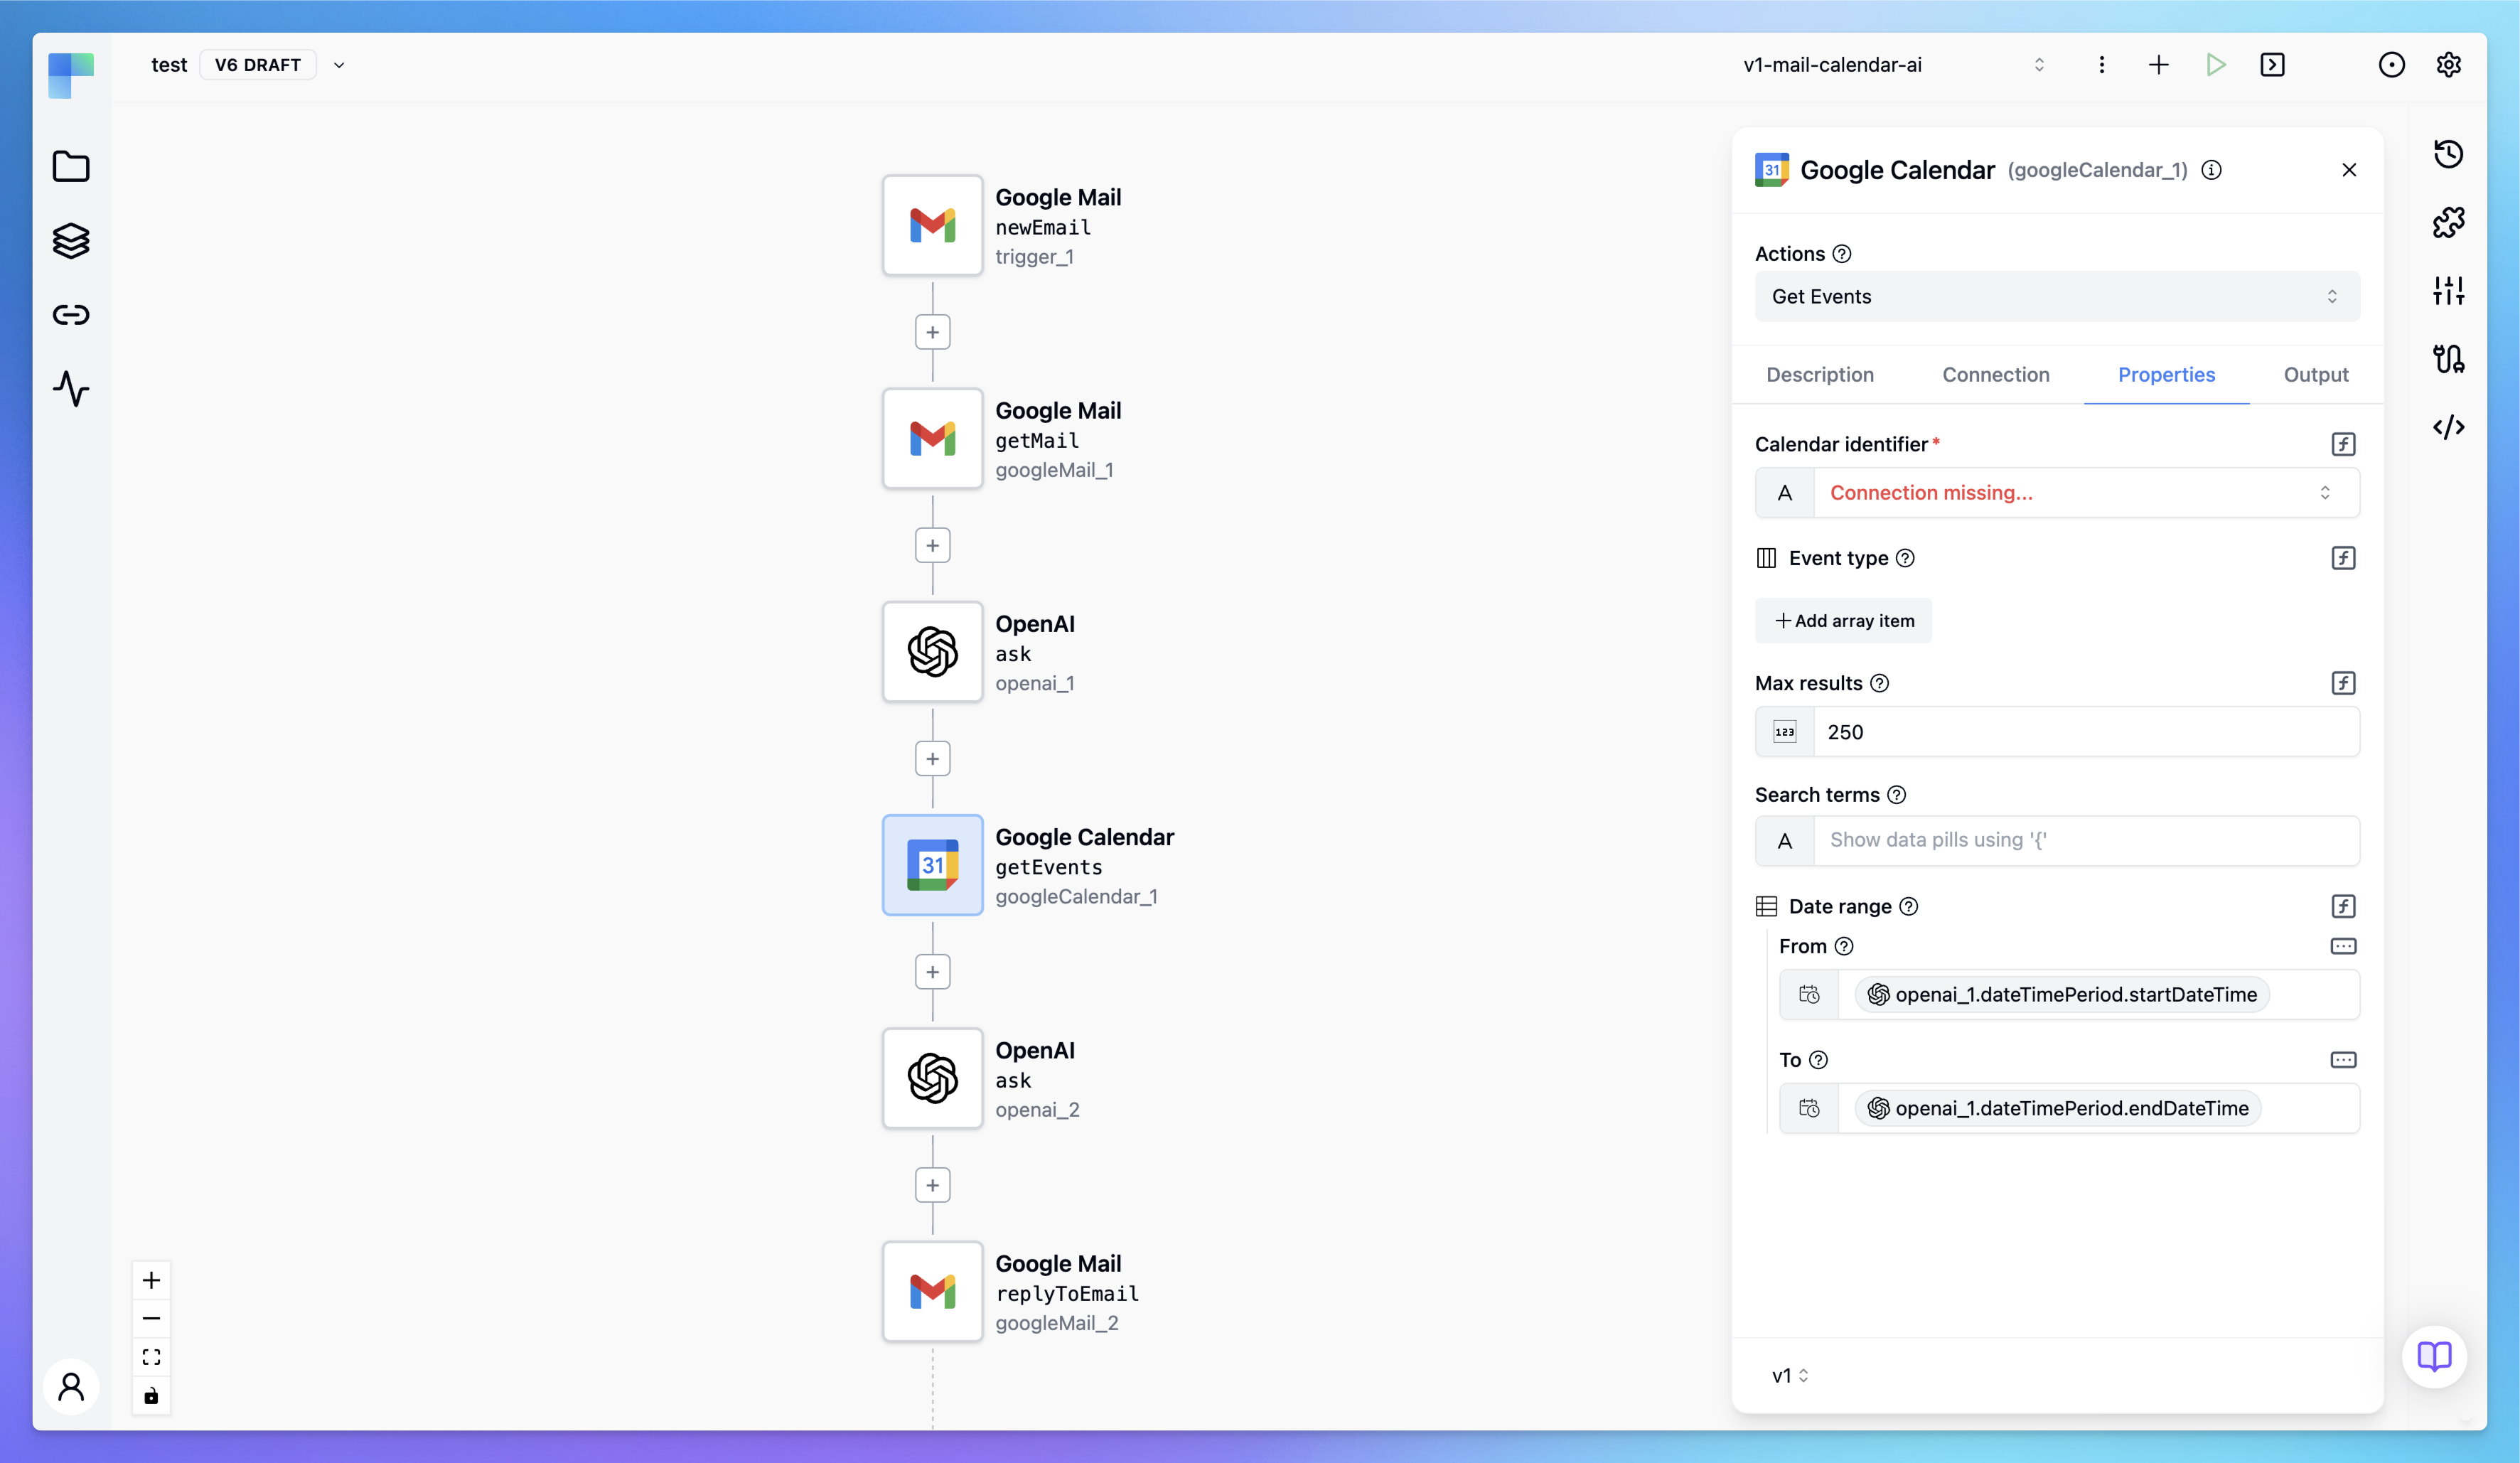 test V6 DRAFT
v1-mail-calendar-ai
Google Mail
newEmail
trigger_1
Google Mail
getMail
googleMail_1
OpenAI
ask
openai_1
31
Google Calendar
getEvents
googleCalendar_1
OpenAI
ask
openai_2
Google Mail
replyToEmail
googleMail_2
31 Google Calendar (googleCalendar_1)
Actions
Get Events
Description Connection Properties Output
Calendar identifier*
A Connection missing...
Event type
Add array item
Max results
123 250
Search terms
A Show data pills using '{'
Date range
From
openai_1.dateTimePeriod.startDateTime
To
openai_1.dateTimePeriod.endDateTime
v1